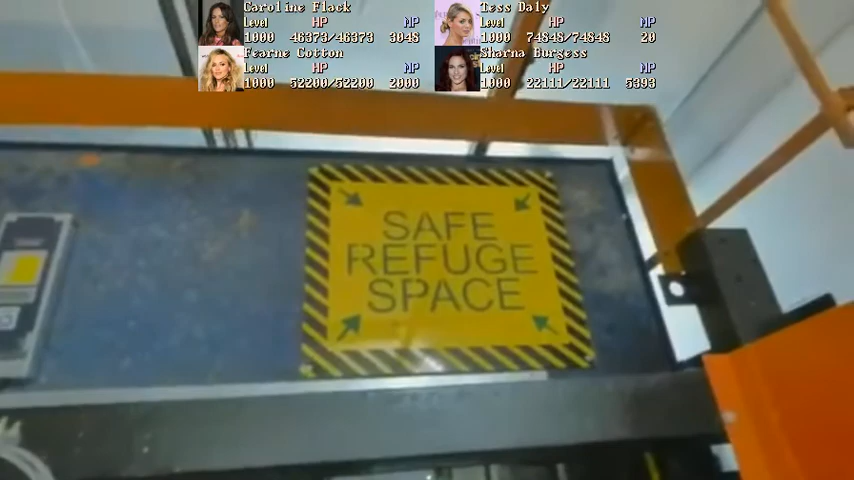 Caroline Flack
Level HP MP
1000 46373/46373 3048
Tess Daly
Level HP MP
1000 74848/74848 20
Fearne Cotton
Level HP MP
1000 52200/52200 2000
Sharna Burgess
Level HP MP
1000 22111/22111 5393
SAFE
REFUGE
SPACE